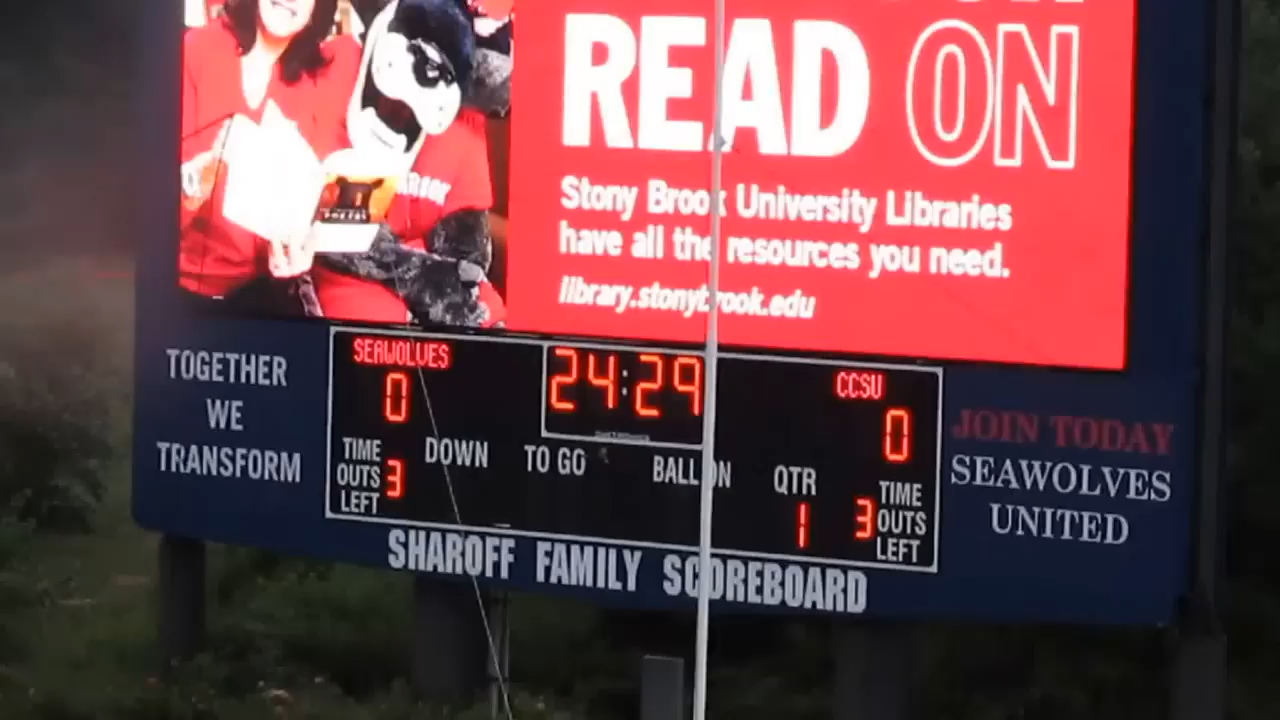 READ ON
Stony Brook University Libraries
have all the resources you need.
library.stonybrook.edu
TOGETHER
WE
TRANSFORM
SEAWOLVES
0
24:29
CCSU
0
TIME
OUTS
LEFT
3
DOWN
TO GO
BALL ON
QTR
1
3
TIME
OUTS
LEFT
JOIN TODAY
SEAWOLVES
UNITED
SHAROFF FAMILY SCOREBOARD